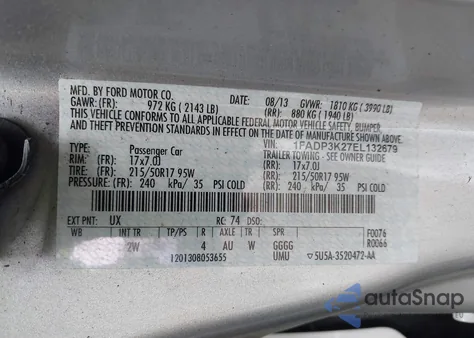 MFD. BY FORD MOTOR CO.
DATE: 08/13 GVWR: 1810 KG (3990 LB)
GAWR: (FR): 972 KG (2143 LB) (RR): 880 KG (1940 LB)
THIS VEHICLE CONFORMS TO ALL APPLICABLE FEDERAL MOTOR VEHICLE SAFETY, BUMPER,
AND THEFT PREVENTION STANDARDS IN EFFECT ON THE DATE OF MANUFACTURE SHOWN ABOVE.
VIN: 1FADP3K27EL132679
TYPE: Passenger Car TRAILER TOWING - SEE OWNERS GUIDE
RIM: (FR): 17x7.0J (RR): 17x7.0J
TIRE: (FR): 215/50R17 95W (RR): 215/50R17 95W
PRESSURE: (FR): 240 kPa/ 35 PSI COLD (RR): 240 kPa/ 35 PSI COLD
EXT PNT: UX RC: 74 DSO:
WB INT TR TP/PS R AXLE TR SPR F0076
2W 4 AU W GGGG R0066
1201308053655 UMU 5U5A-3520472-AA
autoSnap